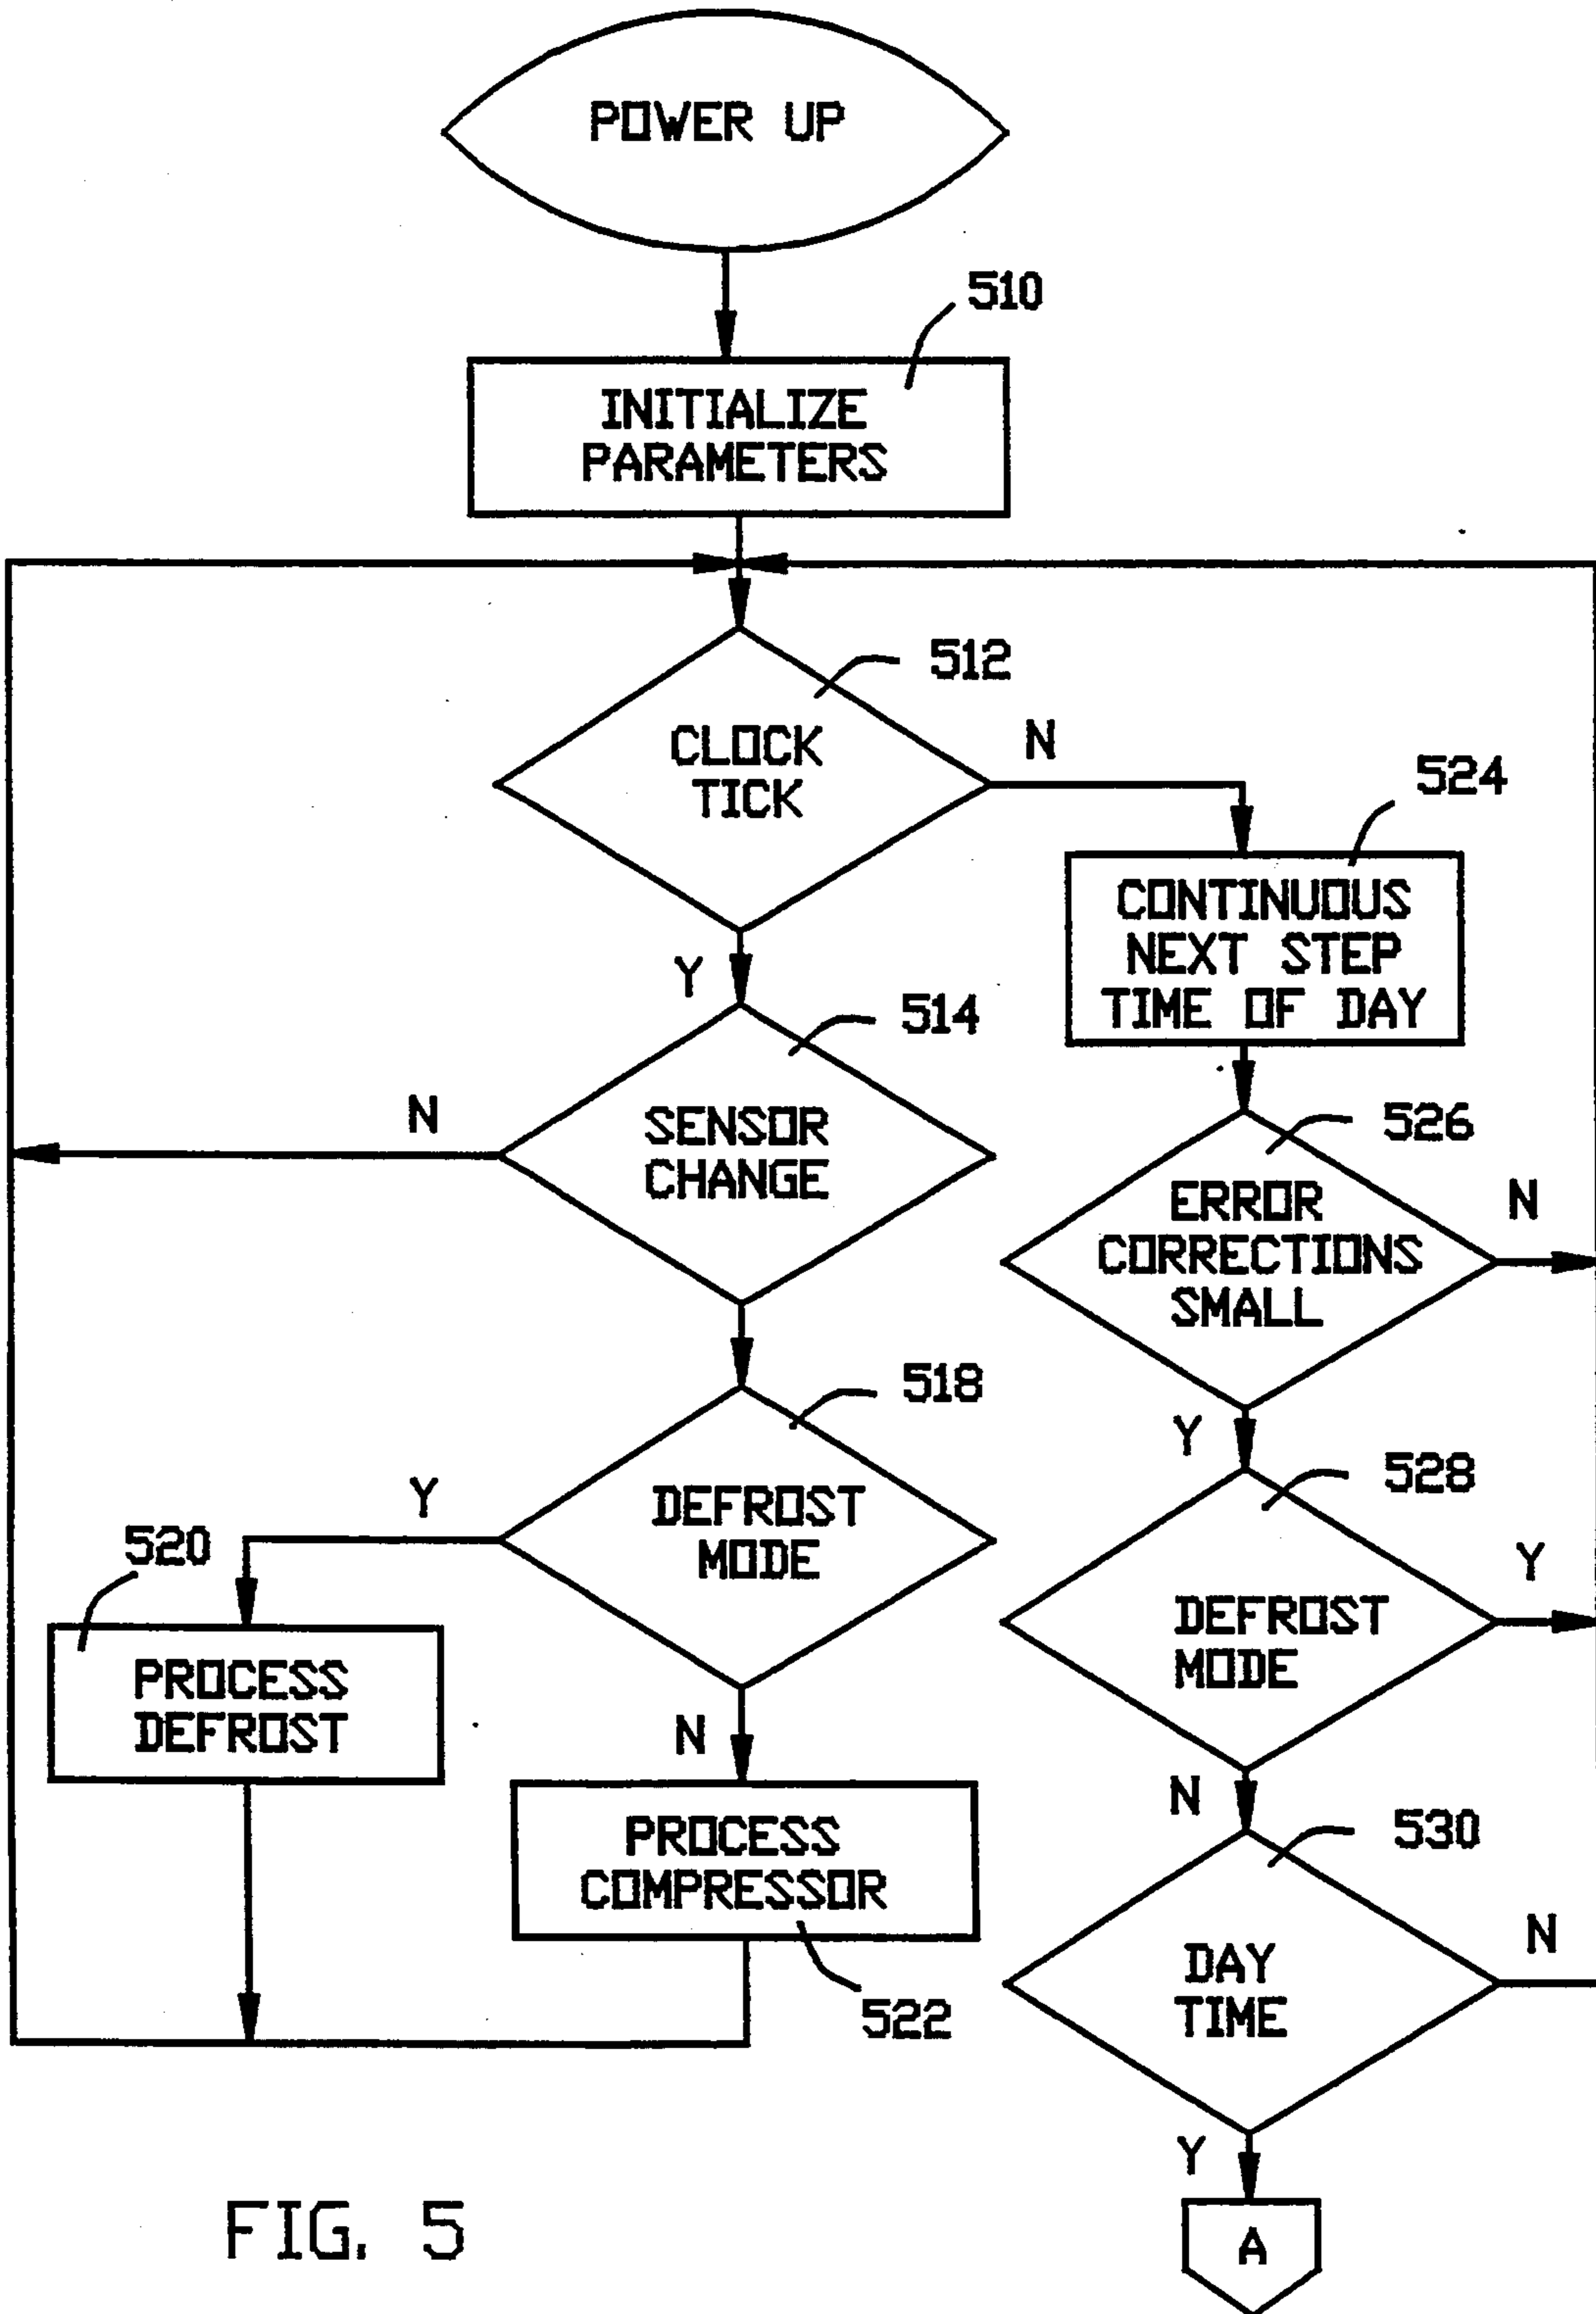 POWER UP
510
INITIALIZE
PARAMETERS
512
CLOCK
TICK
N
524
CONTINUOUS
NEXT STEP
TIME OF DAY
Y
514
SENSOR
CHANGE
N
526
ERROR
CORRECTIONS
SMALL
N
Y
518
DEFROST
MODE
Y
528
DEFROST
MODE
Y
520
PROCESS
DEFROST
N
PROCESS
COMPRESSOR
522
N
530
DAY
TIME
N
Y
A
FIG. 5